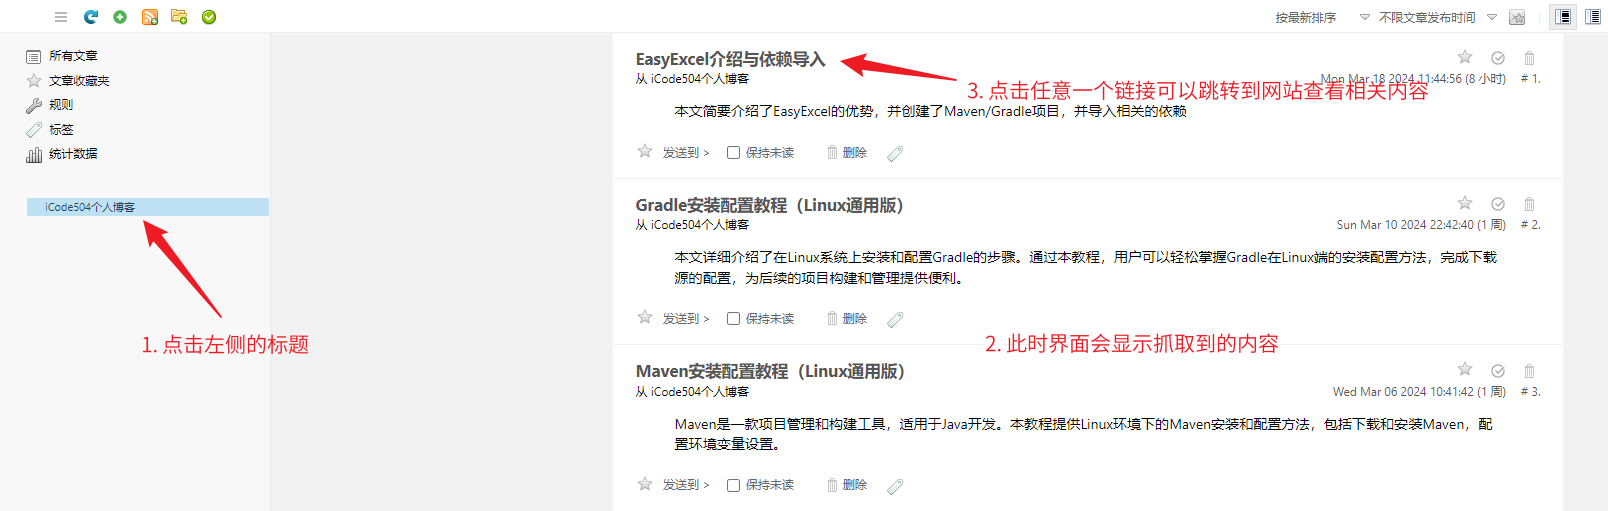 按最新排序
不限文章发布时间
所有文章
文章收藏夹
规则
标签
统计数据
iCode504个人博客
1. 点击左侧的标题
EasyExcel介绍与依赖导入
从 iCode504个人博客
Mon Mar 18 2024 11:44:56 (8 小时) # 1.
3. 点击任意一个链接可以跳转到网站查看相关内容
本文简要介绍了EasyExcel的优势，并创建了Maven/Gradle项目，并导入相关的依赖
发送到 > 保持未读 删除
Gradle安装配置教程（Linux通用版）
从 iCode504个人博客
Sun Mar 10 2024 22:42:40 (1 周) # 2.
本文详细介绍了在Linux系统上安装和配置Gradle的步骤。通过本教程，用户可以轻松掌握Gradle在Linux端的安装配置方法，完成下载
源的配置，为后续的项目构建和管理提供便利。
发送到 > 保持未读 删除
2. 此时界面会显示抓取到的内容
Maven安装配置教程（Linux通用版）
从 iCode504个人博客
Wed Mar 06 2024 10:41:42 (1 周) # 3.
Maven是一款项目管理和构建工具，适用于Java开发。本教程提供Linux环境下的Maven安装和配置方法，包括下载和安装Maven，配
置环境变量设置。
发送到 > 保持未读 删除